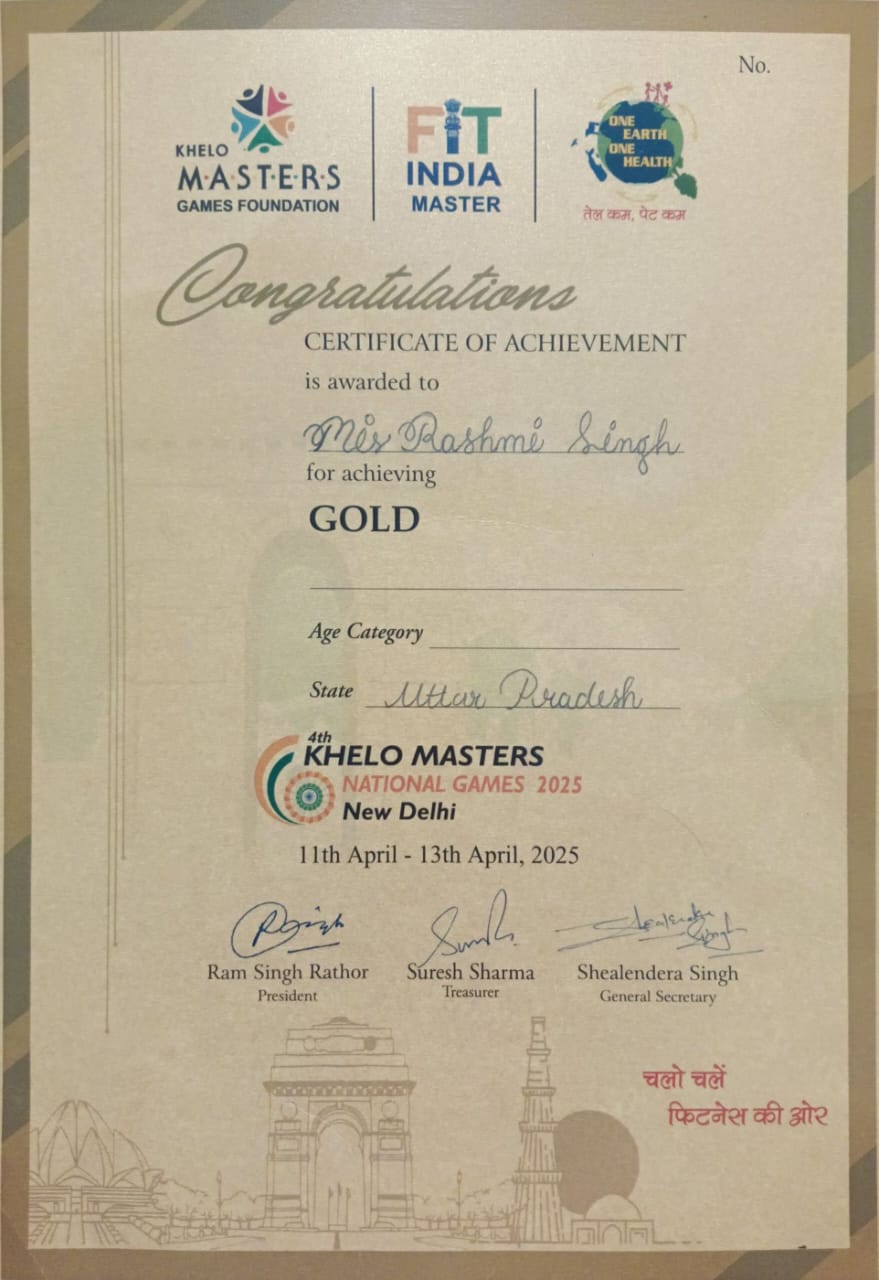 No.
KHELO
M·A·S·T·E·R·S
GAMES FOUNDATION
FIT
INDIA
MASTER
ONE
EARTH
ONE
HEALTH
तेल कम, पेट कम
Congratulations
CERTIFICATE OF ACHIEVEMENT
is awarded to
Mis Rashmi Singh
for achieving
GOLD
Age Category
State Uttar Pradesh
4th
KHELO MASTERS
NATIONAL GAMES 2025
New Delhi
11th April - 13th April, 2025
Ram Singh Rathor
President
Suresh Sharma
Treasurer
Shealendra Singh
Shealendera Singh
General Secretary
चलो चलें
फिटनेस की ओर